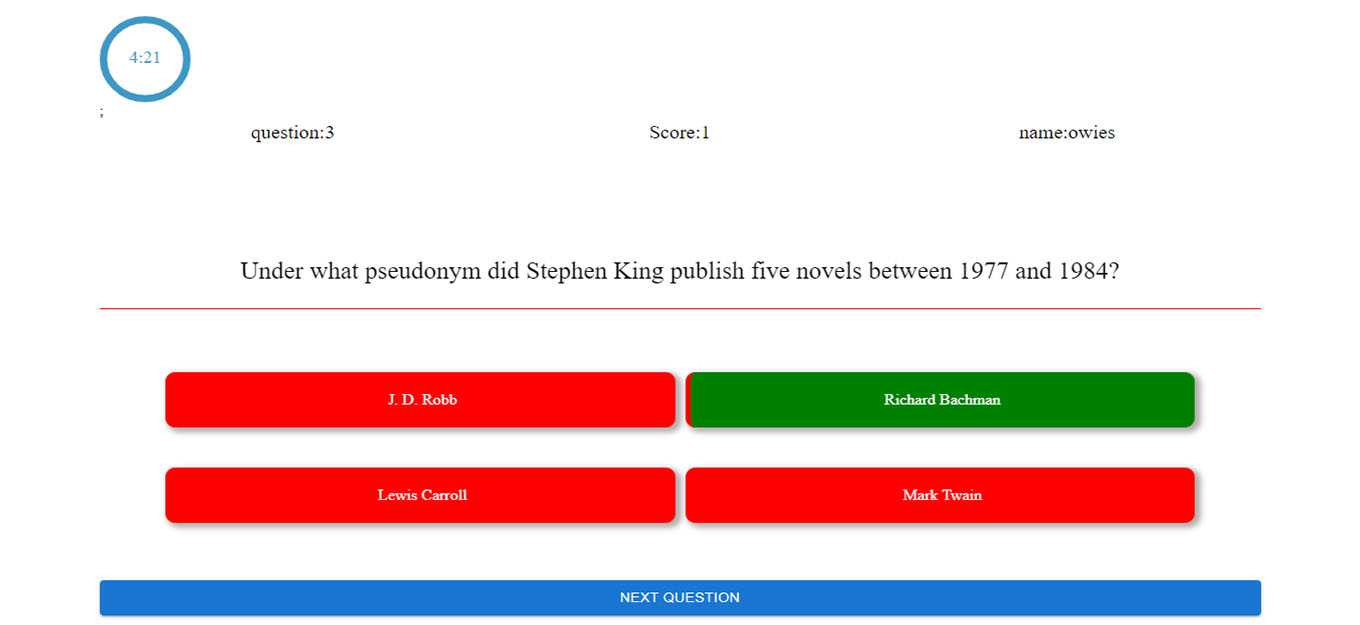 4:21
;
question:3 Score:1 name:owies
Under what pseudonym did Stephen King publish five novels between 1977 and 1984?
J. D. Robb Richard Bachman
Lewis Carroll Mark Twain
NEXT QUESTION